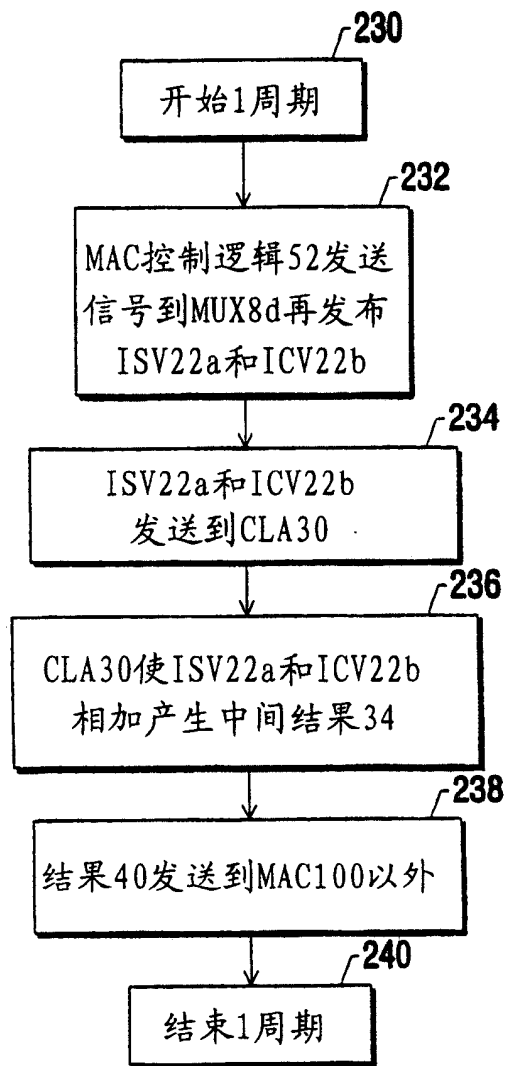 230
开始1周期
232
MAC控制逻辑52发送
信号到MUX8d再发布
ISV22a和ICV22b
234
ISV22a和ICV22b
发送到CLA30
236
CLA30使ISV22a和ICV22b
相加产生中间结果34
238
结果40发送到MAC100以外
240
结束1周期